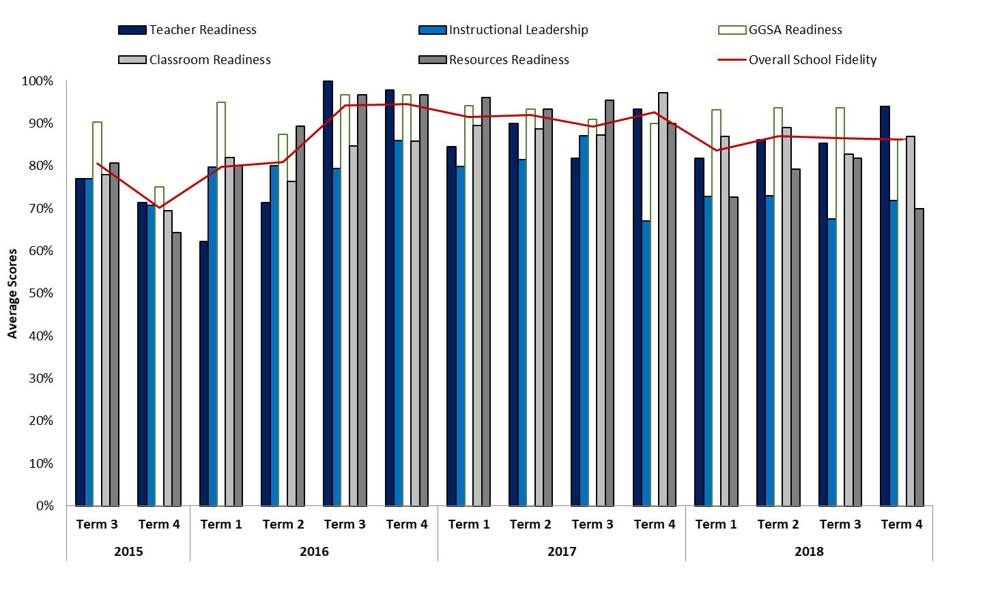 Teacher Readiness Instructional Leadership GGSA Readiness
Classroom Readiness Resources Readiness Overall School Fidelity
Average Scores
100%
90%
80%
70%
60%
50%
40%
30%
20%
10%
0%
Term 3 Term 4 Term 1 Term 2 Term 3 Term 4 Term 1 Term 2 Term 3 Term 4 Term 1 Term 2 Term 3 Term 4
2015 2016 2017 2018